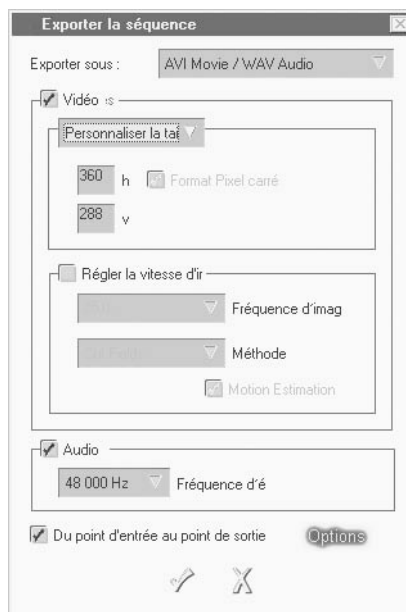 Exporter la séquence
Exporter sous : AVI Movie / WAV Audio
Vidéo is
Personnaliser la tai
360 h Format Pixel carré
288 v
Régler la vitesse d'ir
Fréquence d'imag
Méthode
Motion Estimation
Audio
48 000 Hz Fréquence d'é
Du point d'entrée au point de sortie Options